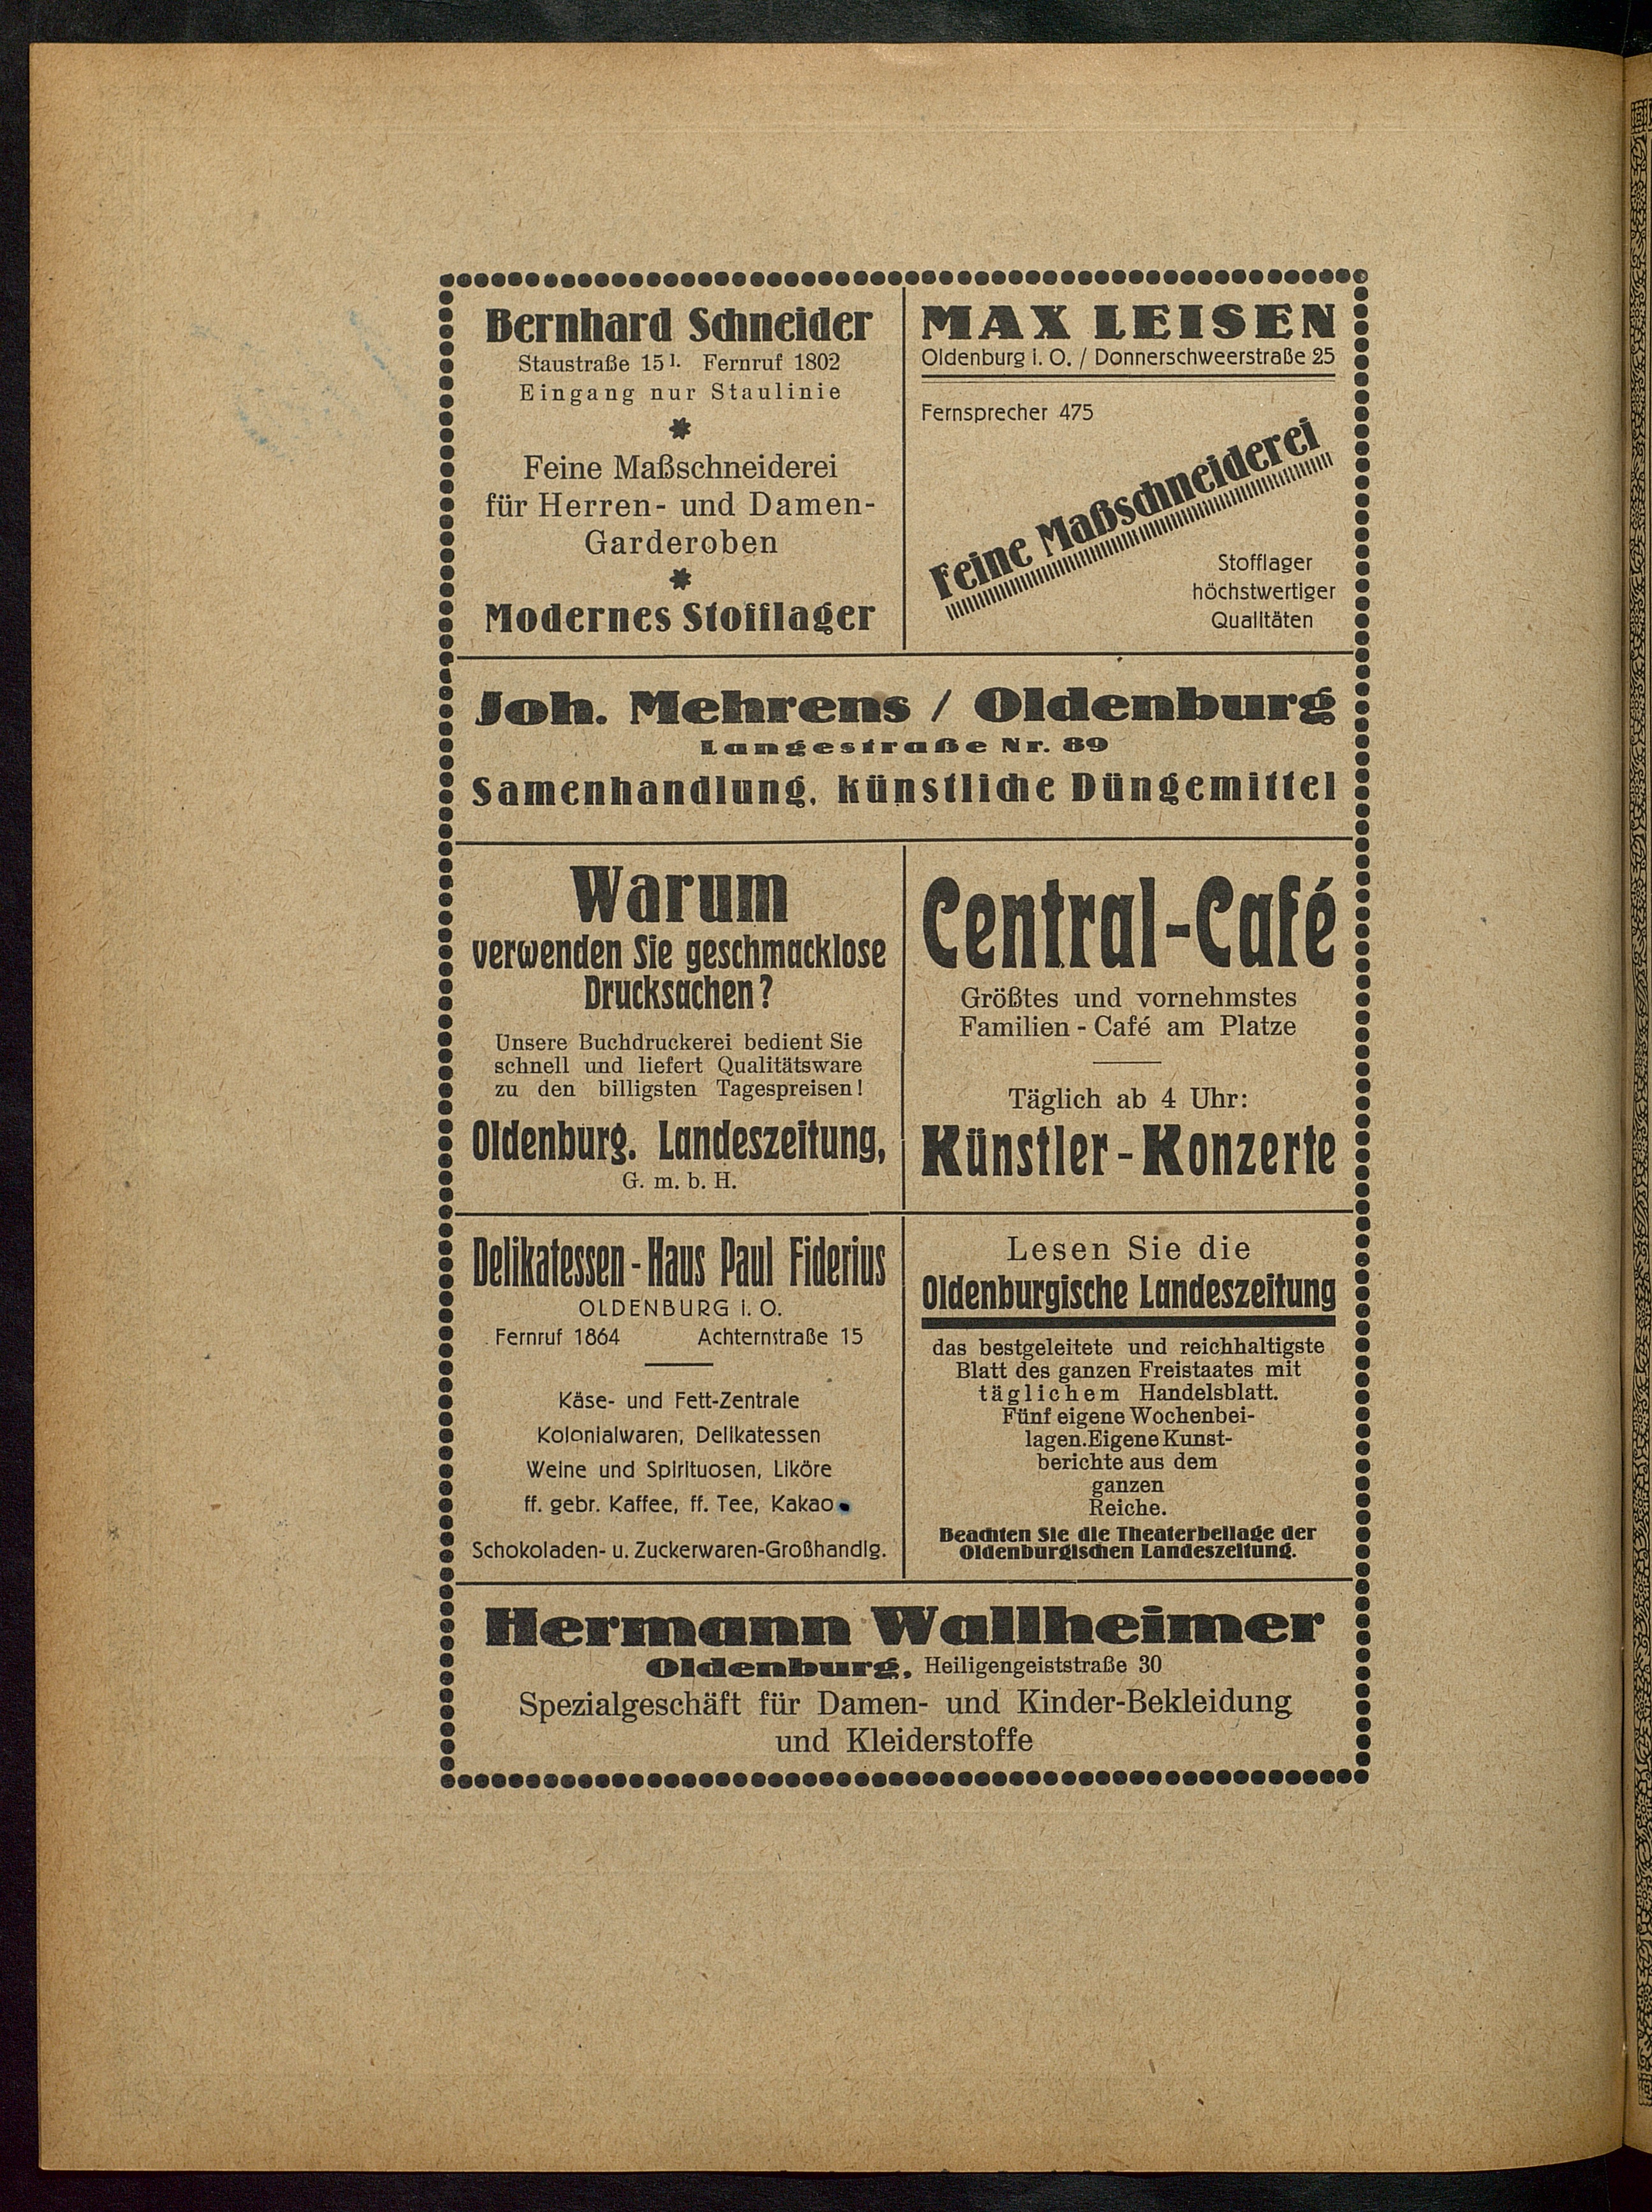 Bernhard Schneider
Staustraße 15 I. Fernruf 1802
Eingang nur Staulinie
*
Feine Maßschneiderei
für Herren- und Damen-
Garderoben
*
Modernes Stofflager
MAX LEISEN
Oldenburg i. O. / Donnerschweerstraße 25
Fernsprecher 475
Feine Maßschneiderei
Stofflager
höchstwertiger
Qualitäten
Joh. Mehrens / Oldenburg
Langestraße Nr. 89
Samenhandlung, künstliche Düngemittel
Warum
verwenden Sie geschmacklose
Drucksachen?
Unsere Buchdruckerei bedient Sie
schnell und liefert Qualitätsware
zu den billigsten Tagespreisen!
Oldenburg. Landeszeitung,
G. m. b. H.
Central-Café
Größtes und vornehmstes
Familien-Café am Platze
Täglich ab 4 Uhr:
Künstler-Konzerte
Delikatessen-Haus Paul Fiderius
OLDENBURG i. O.
Fernruf 1864 Achternstraße 15
Käse- und Fett-Zentrale
Kolonialwaren, Delikatessen
Weine und Spirituosen, Liköre
ff. gebr. Kaffee, ff. Tee, Kakao
Schokoladen- u. Zuckerwaren-Großhandlg.
Lesen Sie die
Oldenburgische Landeszeitung
das bestgeleitete und reichhaltigste
Blatt des ganzen Freistaates mit
täglichem Handelsblatt.
Fünf eigene Wochenbei-
lagen. Eigene Kunst-
berichte aus dem
ganzen
Reiche.
Beachten Sie die Theaterbeilage der
Oldenburgischen Landeszeitung.
Hermann Wallheimer
Oldenburg, Heiligengeiststraße 30
Spezialgeschäft für Damen- und Kinder-Bekleidung
und Kleiderstoffe